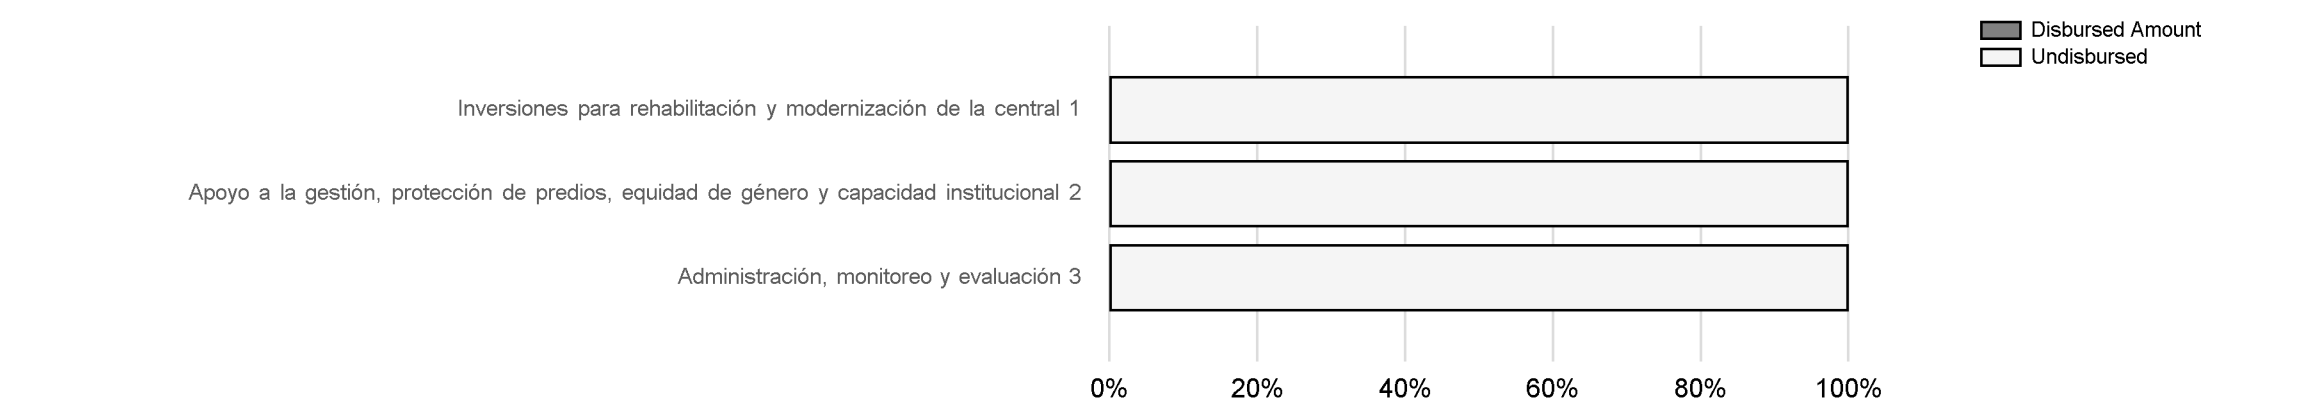 Disbursed Amount
Undisbursed
Inversiones para rehabilitación y modernización de la central 1
Apoyo a la gestión, protección de predios, equidad de género y capacidad institucional 2
Administración, monitoreo y evaluación 3
0% 20% 40% 60% 80% 100%